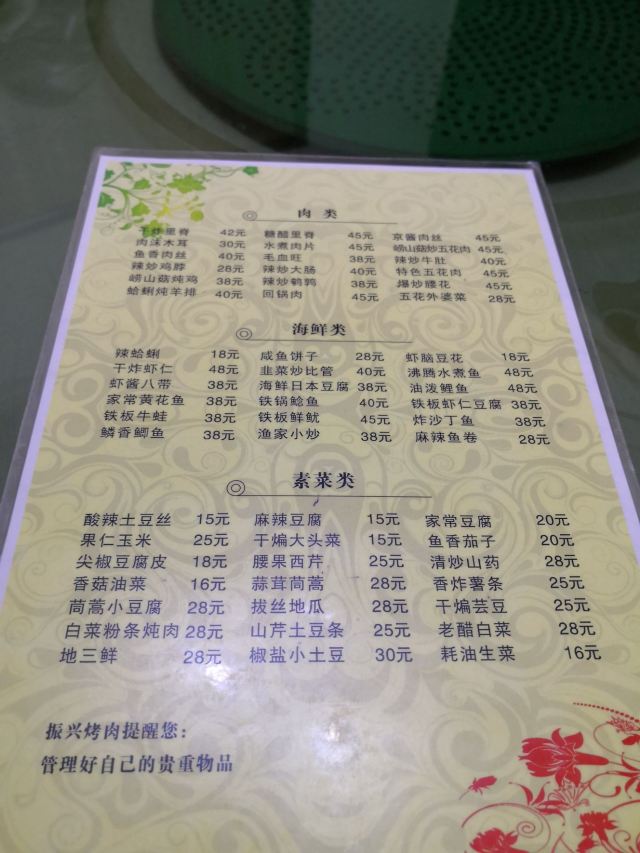 肉 类
干炸里脊 42元 糖醋里脊 45元 京酱肉丝 45元
肉沫木耳 30元 水煮肉片 45元 崂山菇炒五花肉 45元
鱼香肉丝 40元 毛血旺 38元 辣炒牛肚 40元
辣炒鸡脖 28元 辣炒大肠 40元 特色五花肉 45元
崂山菇炖鸡 38元 辣炒鹌鹑 38元 爆炒腰花 40元
蛤蜊炖羊排 40元 回锅肉 45元 五花外婆菜 28元
海鲜类
辣蛤蜊 18元 咸鱼饼子 28元 虾脑豆花 18元
干炸虾仁 48元 韭菜炒比管 40元 沸腾水煮鱼 48元
虾酱八带 38元 海鲜日本豆腐 38元 油泼鲤鱼 48元
家常黄花鱼 38元 铁锅鲶鱼 40元 铁板虾仁豆腐 38元
铁板牛蛙 38元 铁板鲜鱿 45元 炸沙丁鱼 38元
鳞香鲫鱼 38元 渔家小炒 38元 麻辣鱼卷 28元
素菜类
酸辣土豆丝 15元 麻辣豆腐 15元 家常豆腐 20元
果仁玉米 25元 干煸大头菜 15元 鱼香茄子 20元
尖椒豆腐皮 18元 腰果西芹 25元 清炒山药 28元
香菇油菜 16元 蒜茸茼蒿 28元 香炸薯条 25元
茼蒿小豆腐 28元 拔丝地瓜 28元 干煸芸豆 25元
白菜粉条炖肉 28元 山芹土豆条 25元 老醋白菜 28元
地三鲜 28元 椒盐小土豆 30元 耗油生菜 16元
振兴烤肉提醒您：
管理好自己的贵重物品